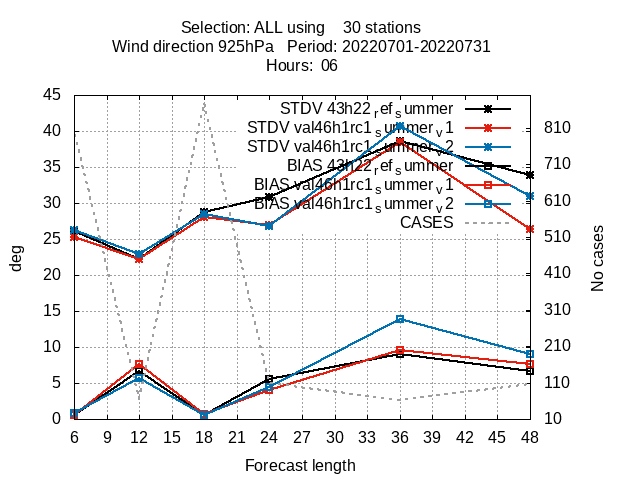 Selection: ALL using    30 stations
Wind direction 925hPa   Period: 20220701-20220731
Hours:  06
STDV 43h22_ref_summer
STDV val46h1rc1_summer_v1
STDV val46h1rc1_summer_v2
BIAS 43h22_ref_summer
BIAS val46h1rc1_summer_v1
BIAS val46h1rc1_summer_v2
CASES
45
40
35
30
25
20
15
10
5
0
deg
810
710
610
510
410
310
210
110
10
No cases
6 9 12 15 18 21 24 27 30 33 36 39 42 45 48
Forecast length